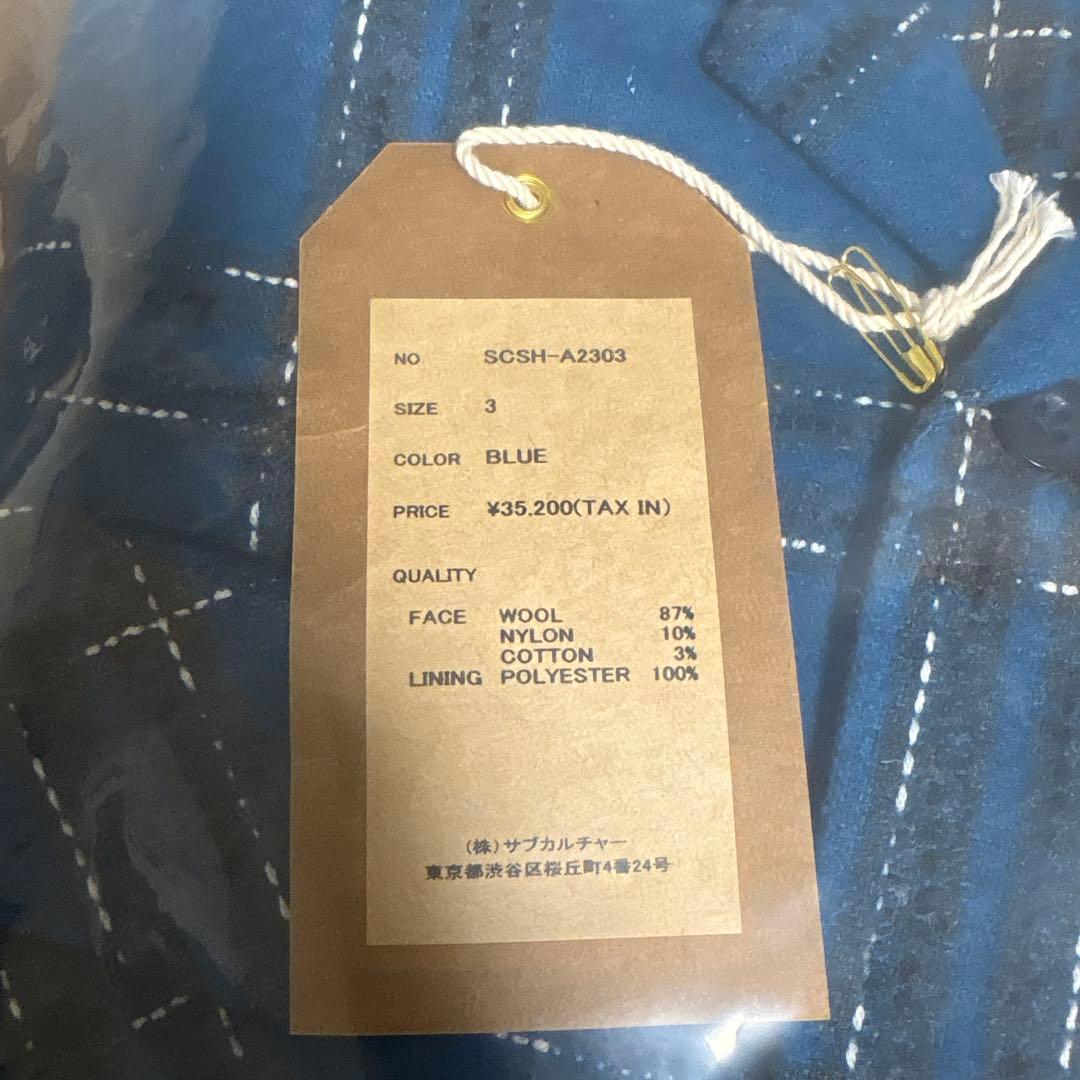 NO SCSH-A2303
SIZE 3
COLOR BLUE
PRICE ¥35.200(TAX IN)
QUALITY
FACE WOOL 87%
NYLON 10%
COTTON 3%
LINING POLYESTER 100%
(株)サブカルチャー
東京都渋谷区桜丘町4番24号